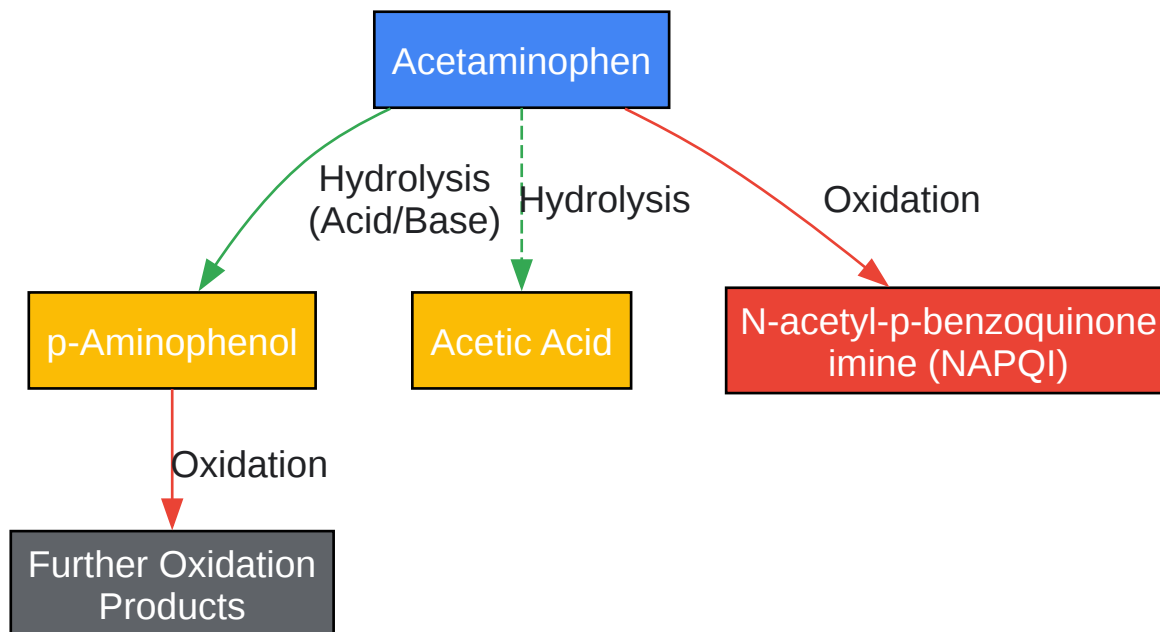 Acetaminophen
Hydrolysis
(Acid/Base)
Hydrolysis
Oxidation
p-Aminophenol
Acetic Acid
N-acetyl-p-benzoquinone
imine (NAPQI)
Oxidation
Further Oxidation
Products